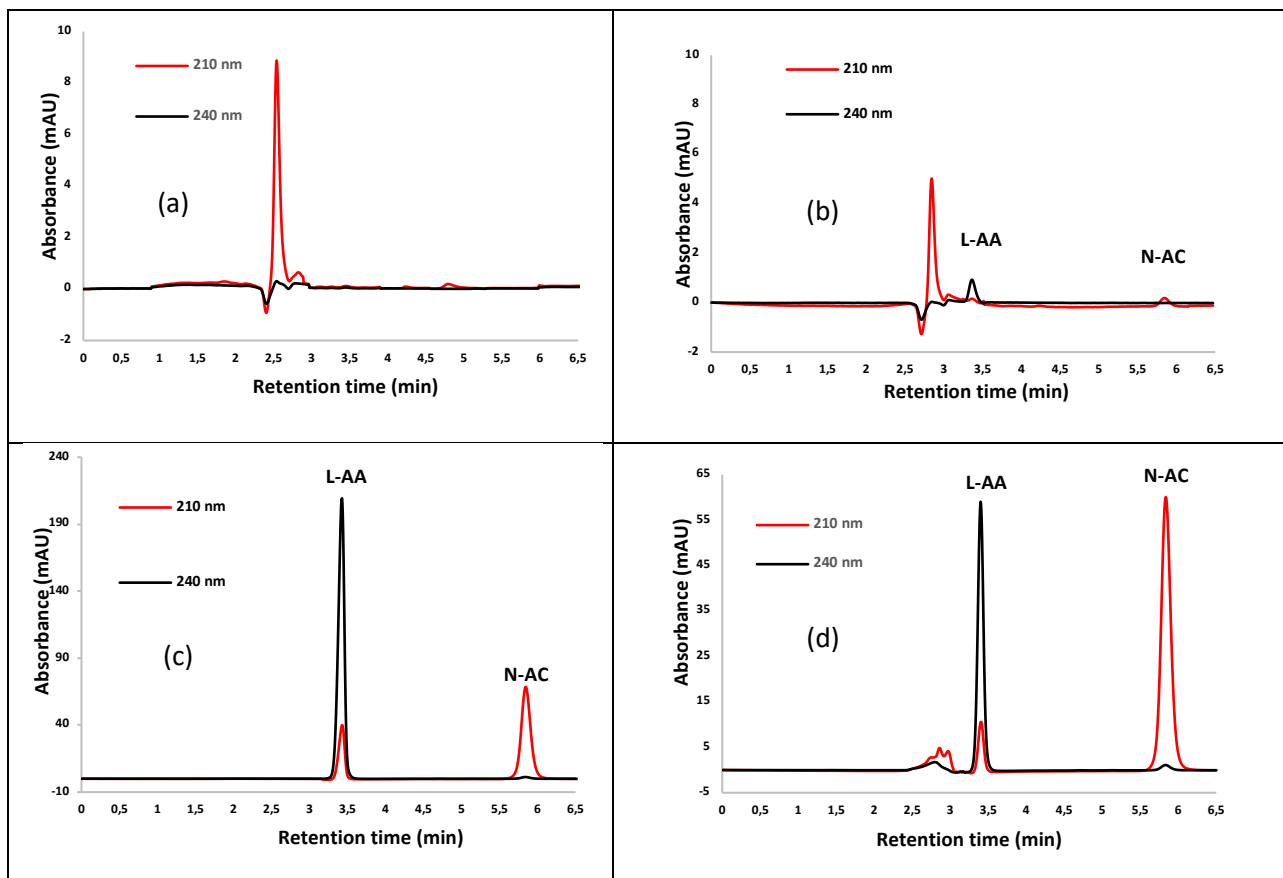 10
8
6
4
2
0
-2
Absorbance (mAU)
210 nm
240 nm
(a)
0 0,5 1 1,5 2 2,5 3 3,5 4 4,5 5 5,5 6 6,5
Retention time (min)
10
8
6
4
2
0
-2
Absorbance (mAU)
210 nm
240 nm
(b)
L-AA
N-AC
0 0,5 1 1,5 2 2,5 3 3,5 4 4,5 5 5,5 6 6,5
Retention time (min)
240
190
140
90
40
-10
Absorbance (mAU)
L-AA
210 nm
240 nm
(c)
N-AC
0 0,5 1 1,5 2 2,5 3 3,5 4 4,5 5 5,5 6 6,5
Retention time (min)
65
55
45
35
25
15
5
-5
Absorbance (mAU)
L-AA
N-AC
210 nm
240 nm
(d)
0 0,5 1 1,5 2 2,5 3 3,5 4 4,5 5 5,5 6 6,5
Retention time (min)